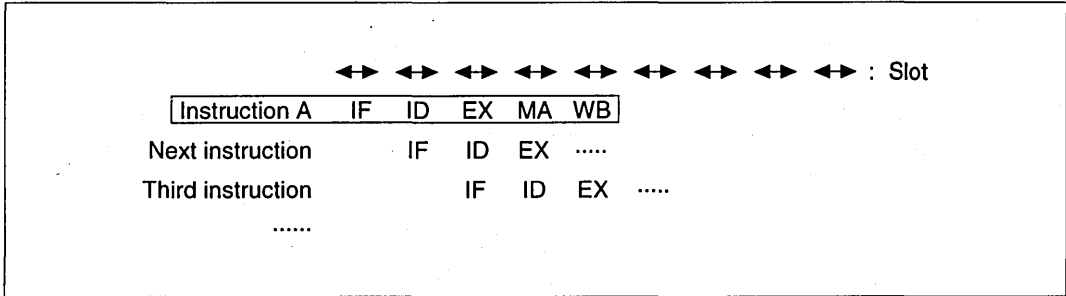 : Slot
Instruction A IF ID EX MA WB
Next instruction IF ID EX .....
Third instruction IF ID EX .....
......